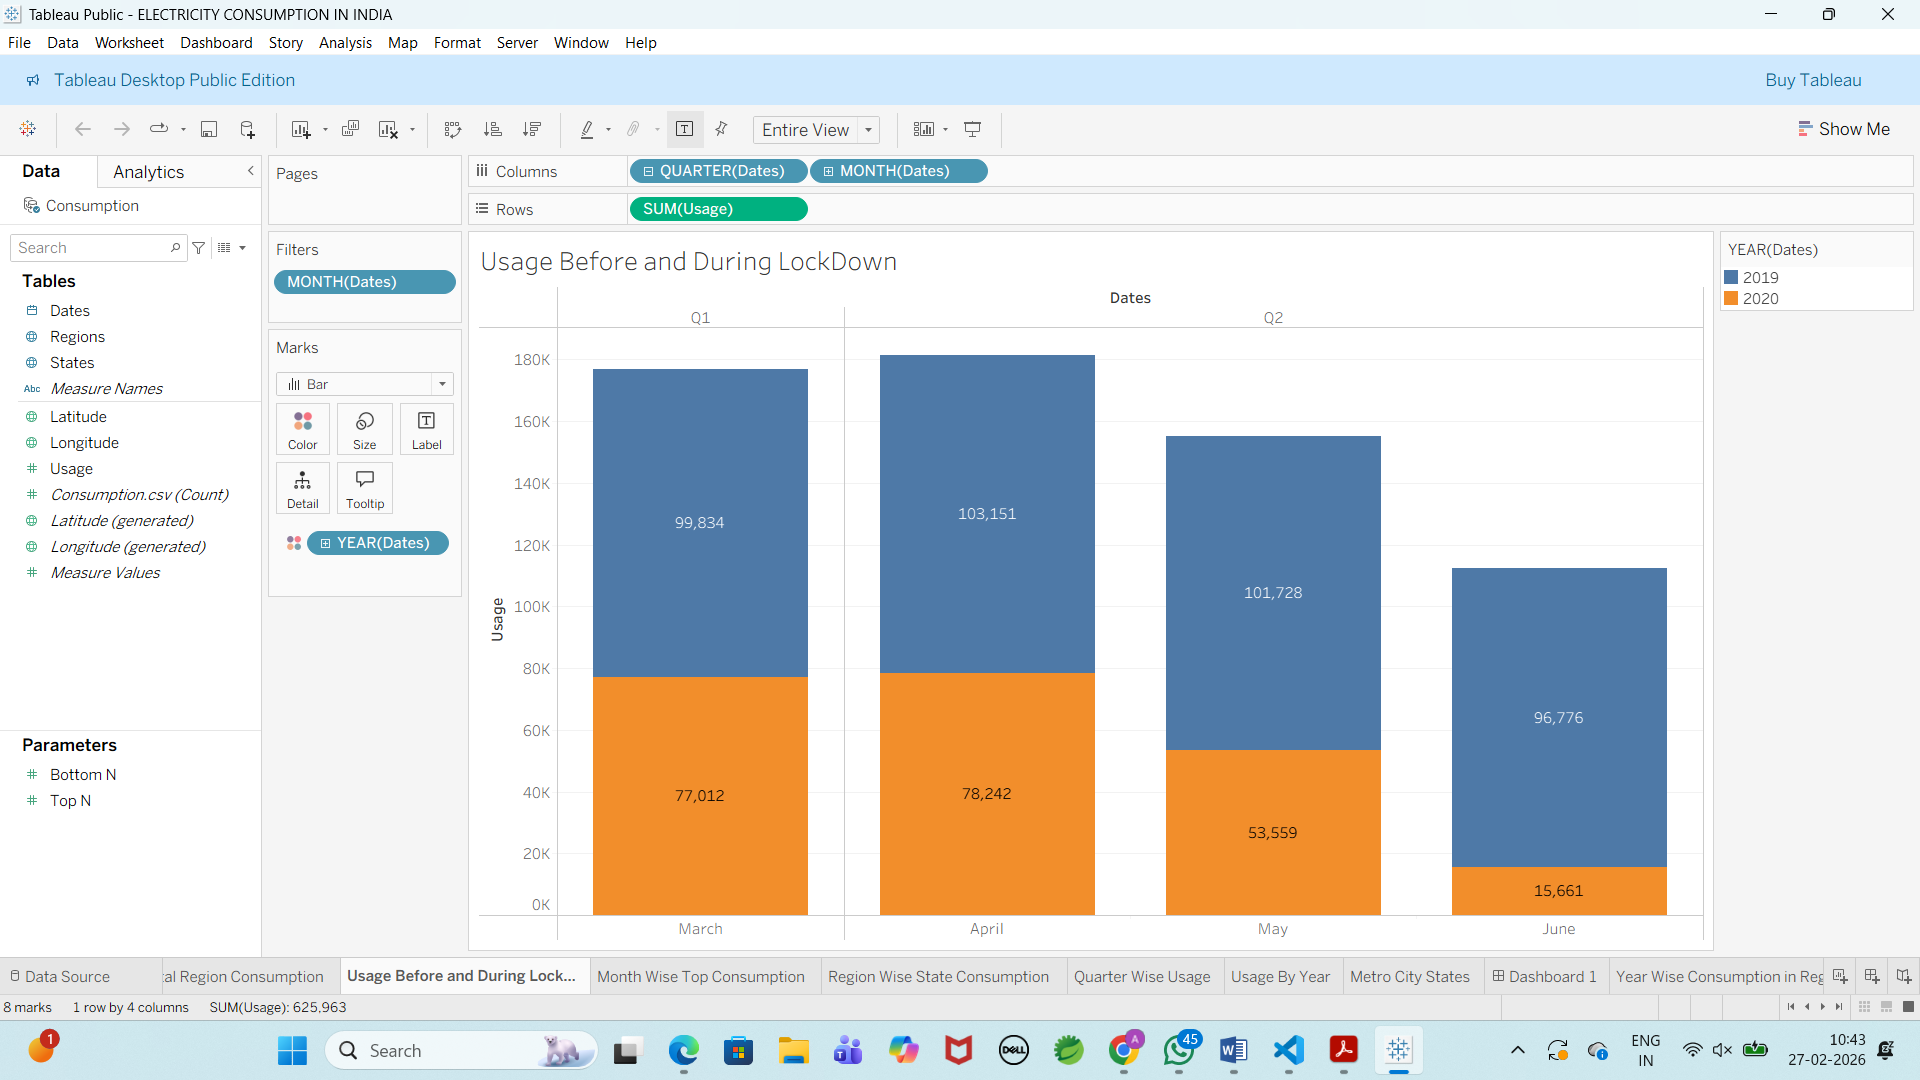 Tableau Public - ELECTRICITY CONSUMPTION IN INDIA
File Data Worksheet Dashboard Story Analysis Map Format Server Window Help
Tableau Desktop Public Edition
Buy Tableau
Entire View
Show Me
Data
Analytics
Consumption
Search
Tables
Dates
Regions
States
Abc Measure Names
Latitude
Longitude
Usage
Consumption.csv (Count)
Latitude (generated)
Longitude (generated)
Measure Values
Parameters
Bottom N
Top N
Pages
Filters
MONTH(Dates)
Marks
Bar
Color Size Label
Detail Tooltip
YEAR(Dates)
Columns QUARTER(Dates) MONTH(Dates)
Rows SUM(Usage)
Usage Before and During LockDown
Dates
Q1 Q2
Usage
180K
160K
140K
120K
100K
80K
60K
40K
20K
0K
99,834
103,151
101,728
96,776
77,012
78,242
53,559
15,661
March April May June
YEAR(Dates)
2019
2020
Data Source
al Region Consumption
Usage Before and During Lock...
Month Wise Top Consumption
Region Wise State Consumption
Quarter Wise Usage
Usage By Year
Metro City States
Dashboard 1
Year Wise Consumption in Reg
8 marks 1 row by 4 columns SUM(Usage): 625,963
1
Search
DELL
A
45
ENG
IN
10:43
27-02-2026